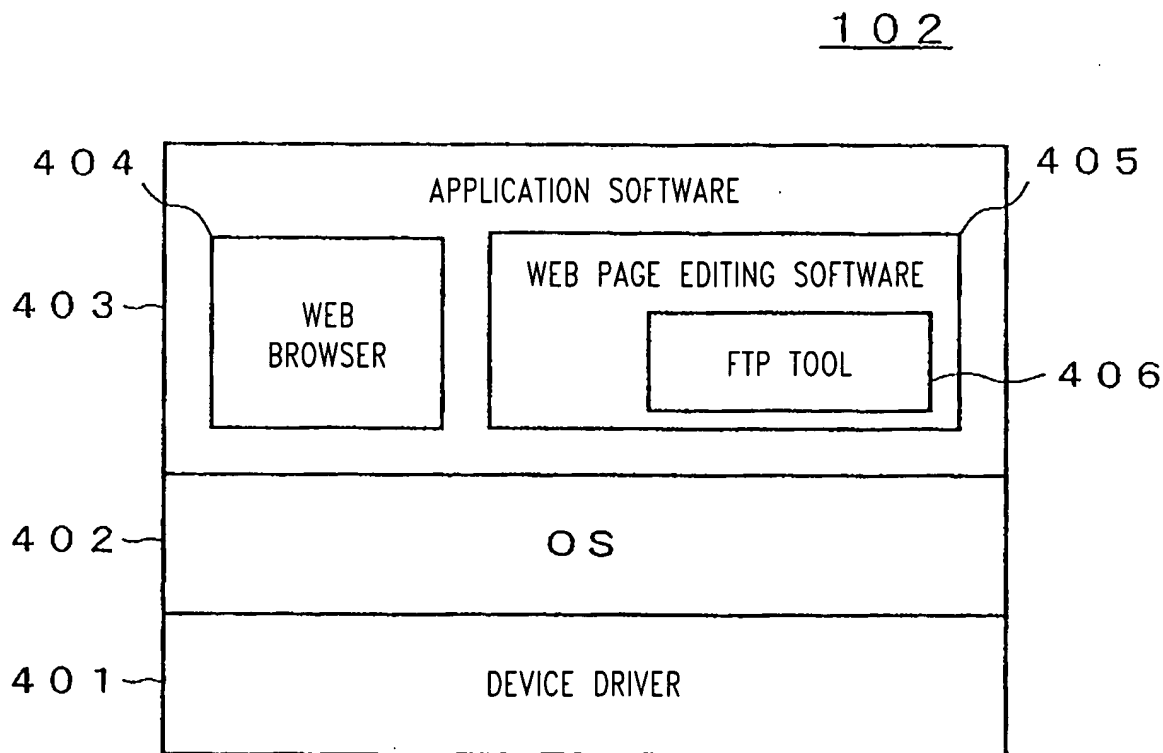 102
404
405
APPLICATION SOFTWARE
WEB PAGE EDITING SOFTWARE
403
WEB
BROWSER
FTP TOOL
406
402
OS
401
DEVICE DRIVER